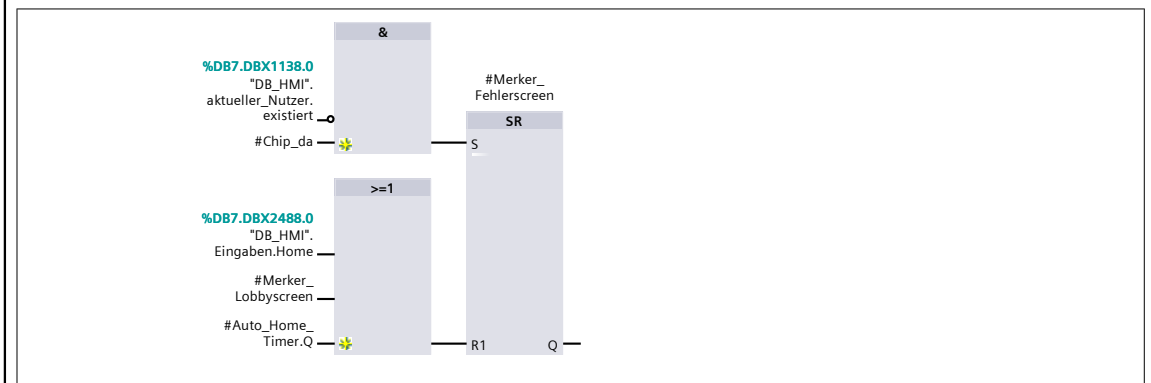 &
%DB7.DBX1138.0
"DB_HMI".
aktueller_Nutzer.
existiert
#Chip_da
#Merker_
Fehlerscreen
SR
S
>=1
%DB7.DBX2488.0
"DB_HMI".
Eingaben.Home
#Merker_
Lobbyscreen
#Auto_Home_
Timer.Q
R1
Q